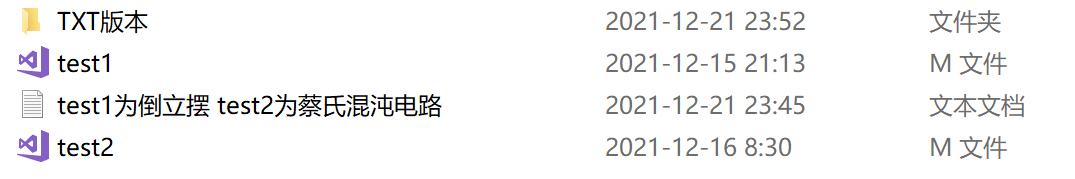 TXT版本 2021-12-21 23:52 文件夹
test1 2021-12-15 21:13 M 文件
test1为倒立摆 test2为蔡氏混沌电路 2021-12-21 23:45 文本文档
test2 2021-12-16 8:30 M 文件